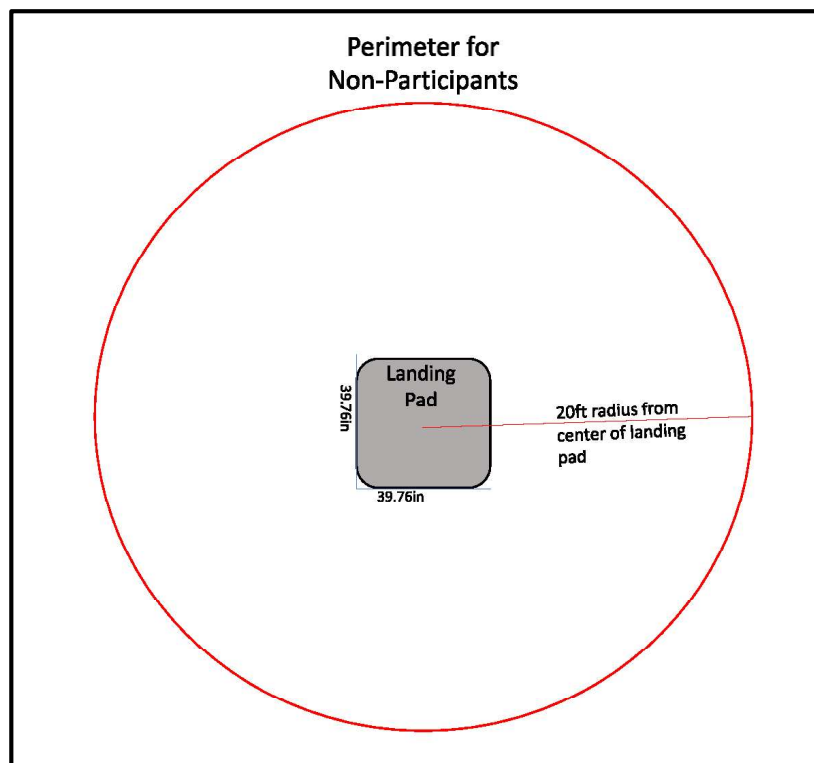 Perimeter for
Non-Participants
Landing
Pad
39.76in
39.76in
20ft radius from
center of landing
pad